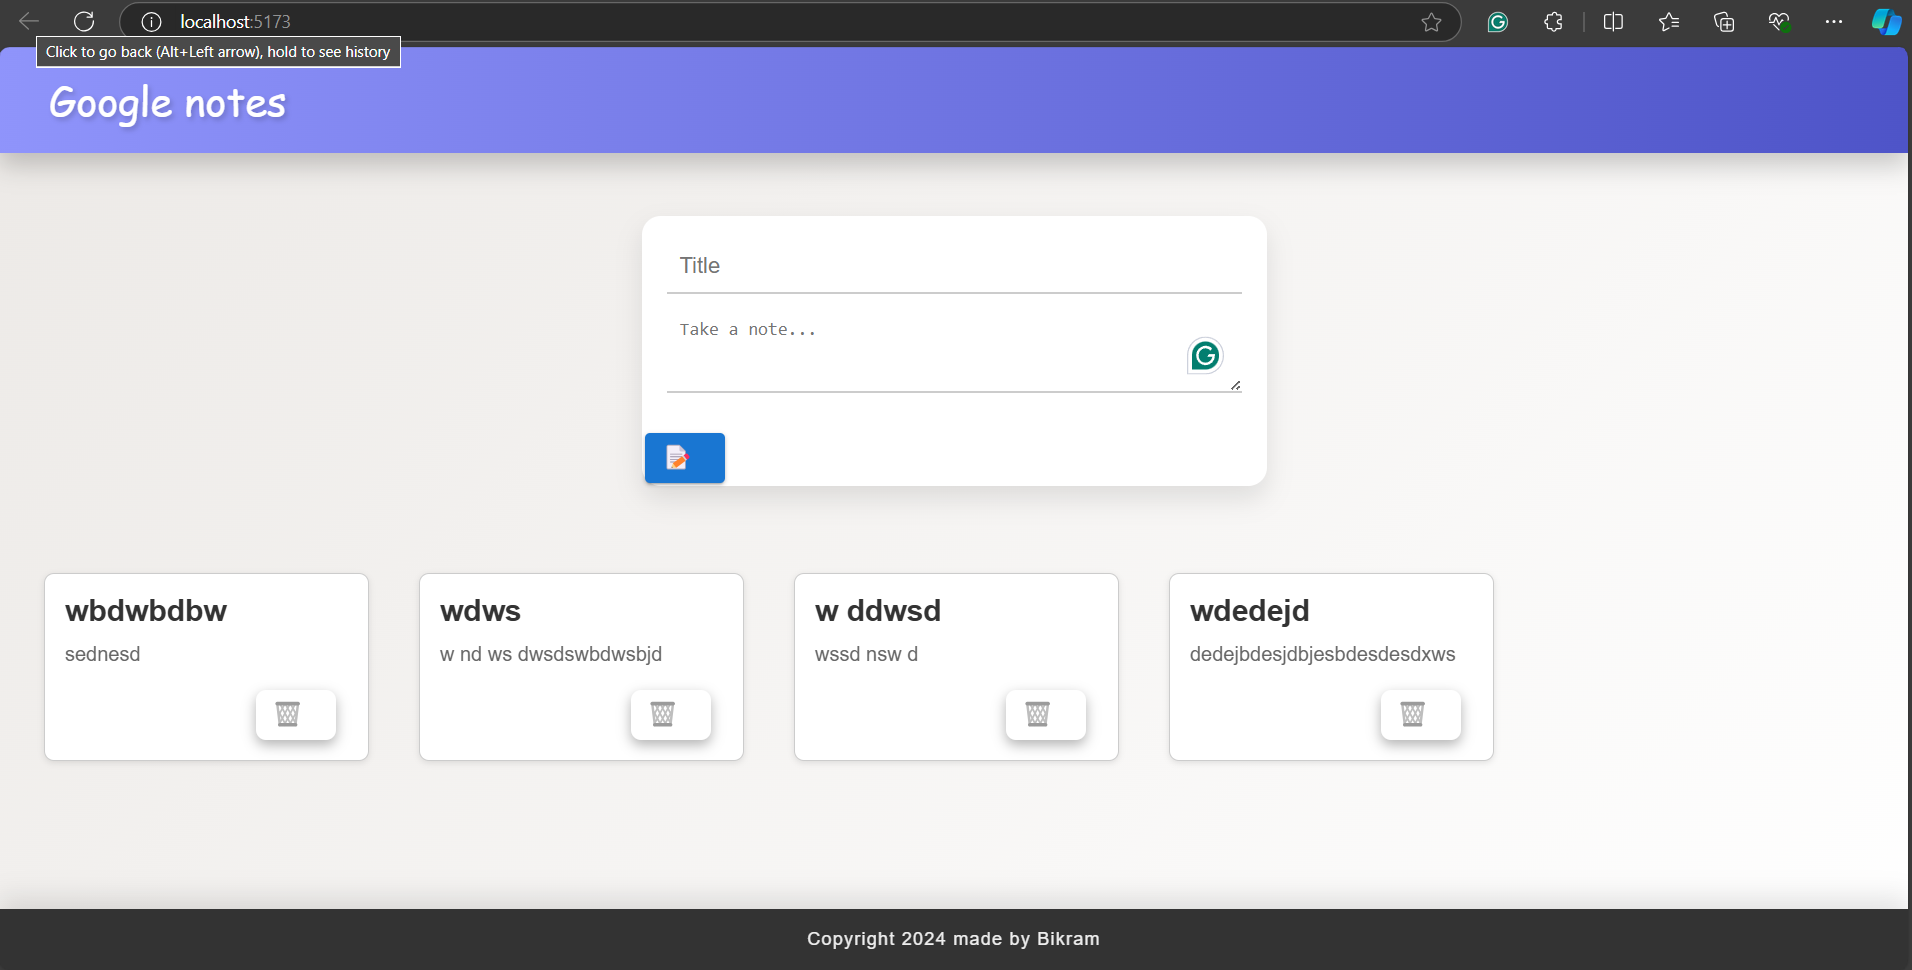 localhost:5173
Click to go back (Alt+Left arrow), hold to see history
Google notes
Title
Take a note...
wbdwbdbw
sednesd
wdws
w nd ws dwsdswbdwsbjd
w ddwsd
wssd nsw d
wdedejd
dedejbdesjdbjesbdesdesdxws
Copyright 2024 made by Bikram